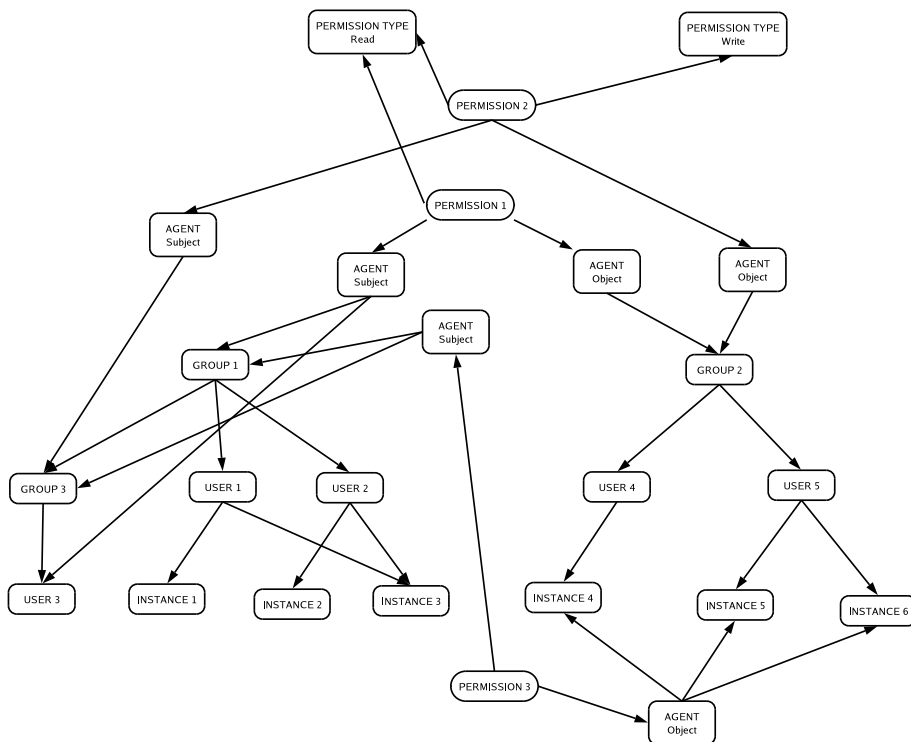 PERMISSION TYPE
Read
PERMISSION TYPE
Write
PERMISSION 2
PERMISSION 1
AGENT
Subject
AGENT
Subject
AGENT
Object
AGENT
Object
AGENT
Subject
GROUP 1
GROUP 2
GROUP 3
USER 1
USER 2
USER 4
USER 5
USER 3
INSTANCE 1
INSTANCE 2
INSTANCE 3
INSTANCE 4
INSTANCE 5
INSTANCE 6
PERMISSION 3
AGENT
Object